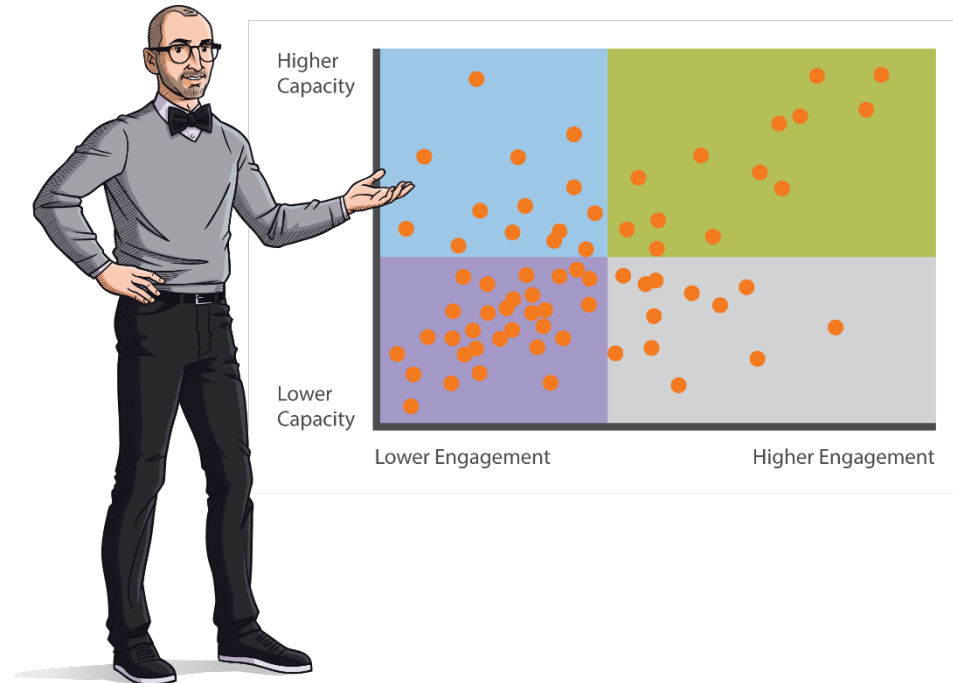 Higher
Capacity
Lower
Capacity
Lower Engagement
Higher Engagement